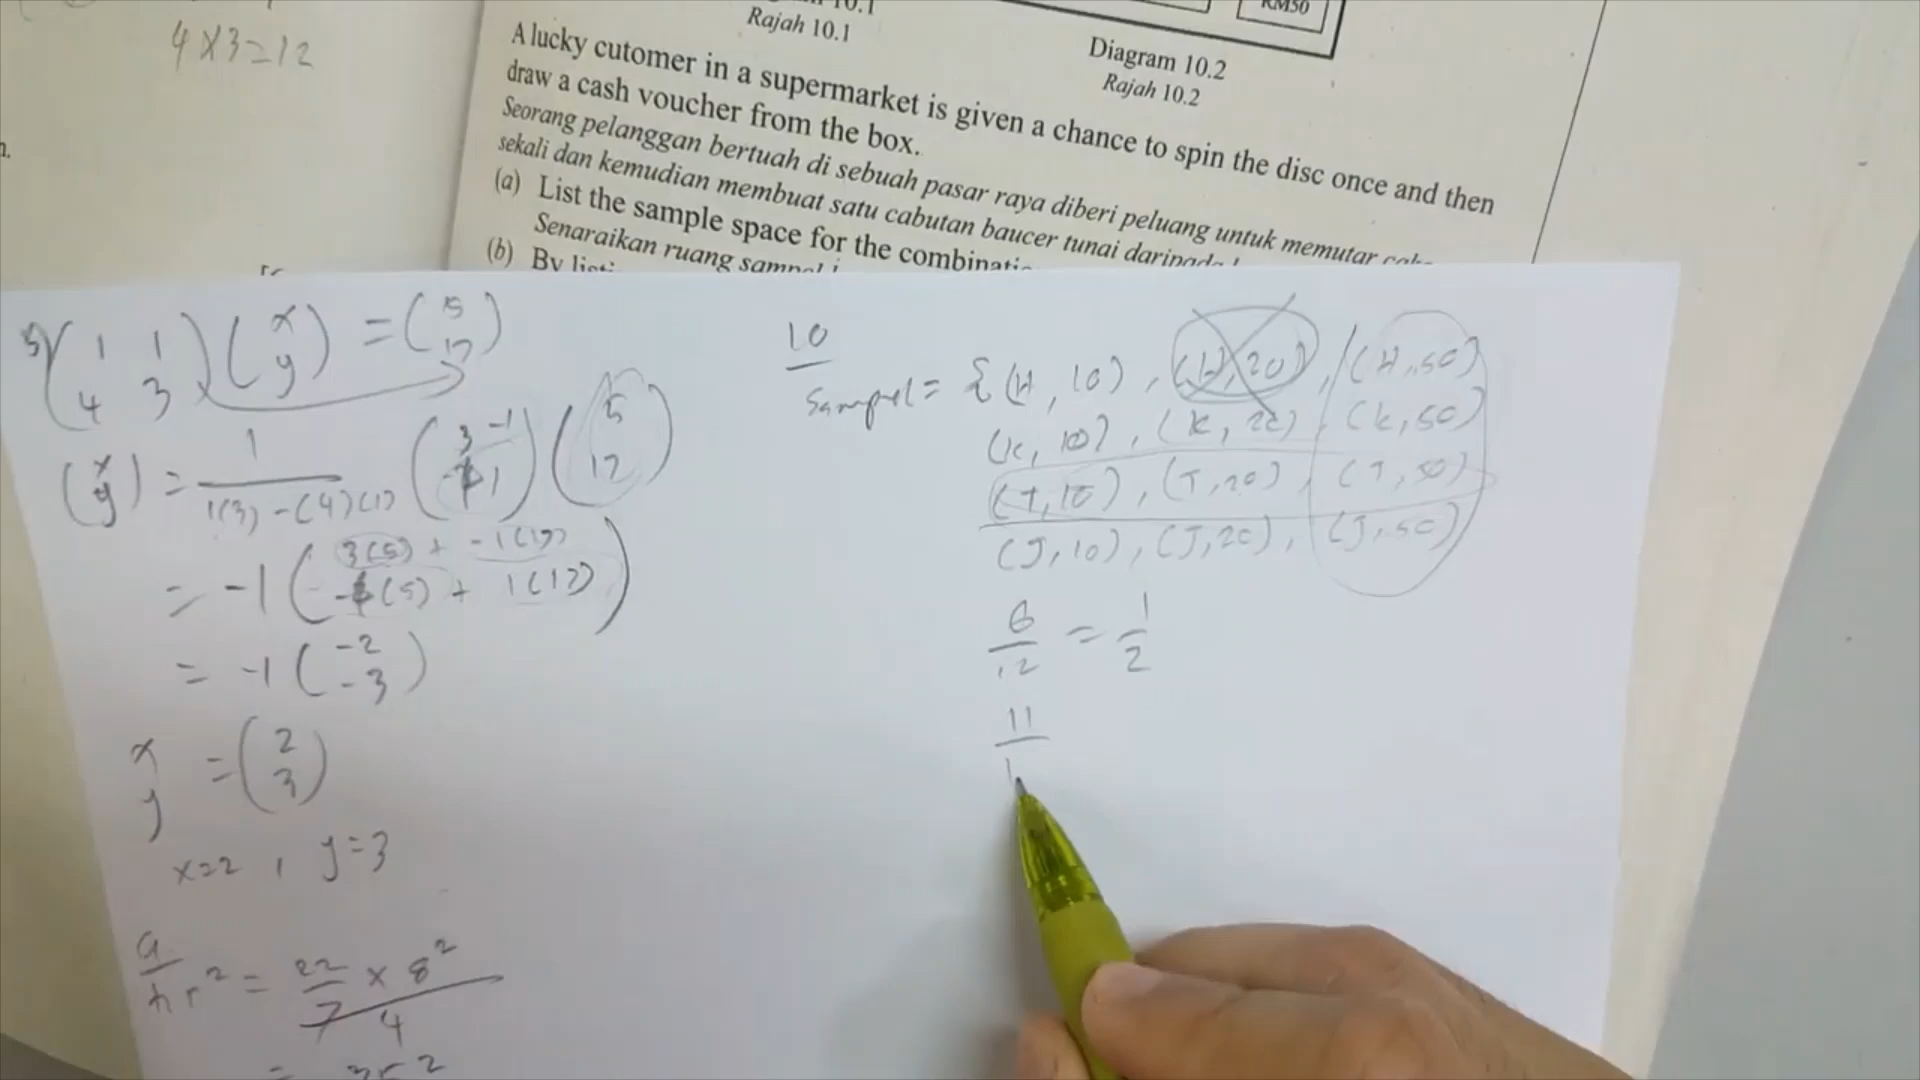 4 x 3 = 12
10.1
Rajah 10.1
RM50
Diagram 10.2
Rajah 10.2
A lucky cutomer in a supermarket is given a chance to spin the disc once and then
draw a cash voucher from the box.
Seorang pelanggan bertuah di sebuah pasar raya diberi peluang untuk memutar
sekali dan kemudian membuat satu cabutan baucer tunai daripada
(a) List the sample space for the
Senaraikan ruang sampel
(b) By
(1 1 4 3)(x y) = (5 17)
(x y) = 1/1(3) - (4)(1) (3 -1 -4 1)(5 17)
= -1 (3(5) + -1(17) -4(5) + 1(17))
= -1 (-2 -3)
x y = (2 3)
x=2 , y=3
πr² = 22/7 x 8²
4
= 352
10
Sampel = {(H, 10), (H, 20), (H, 50)
(K, 10), (K, 20), (K, 50)
(T, 10), (T, 20), (T, 50)
(J, 10), (J, 20), (J, 50)
6/12 = 1/2
11
1